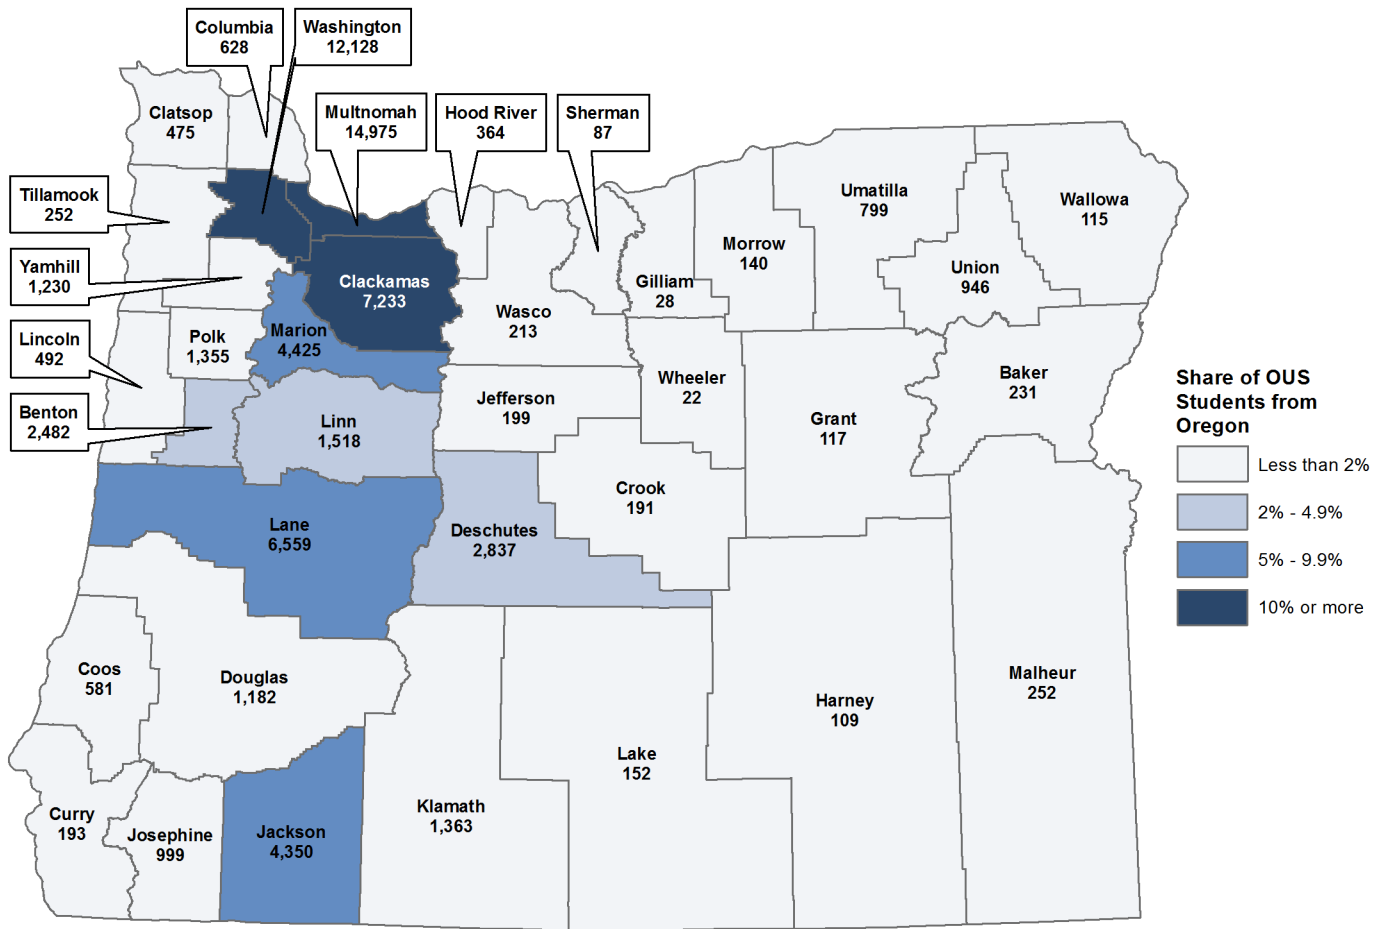 Columbia
628
Washington
12,128
Clatsop
475
Multnomah
14,975
Hood River
364
Sherman
87
Tillamook
252
Umatilla
799
Wallowa
115
Morrow
140
Yamhill
1,230
Clackamas
7,233
Gilliam
28
Union
946
Wasco
213
Lincoln
492
Polk
1,355
Marion
4,425
Wheeler
22
Baker
231
Benton
2,482
Linn
1,518
Jefferson
199
Grant
117
Share of OUS
Students from
Oregon
Less than 2%
2% - 4.9%
5% - 9.9%
10% or more
Lane
6,559
Deschutes
2,837
Crook
191
Coos
581
Douglas
1,182
Harney
109
Malheur
252
Lake
152
Curry
193
Josephine
999
Jackson
4,350
Klamath
1,363